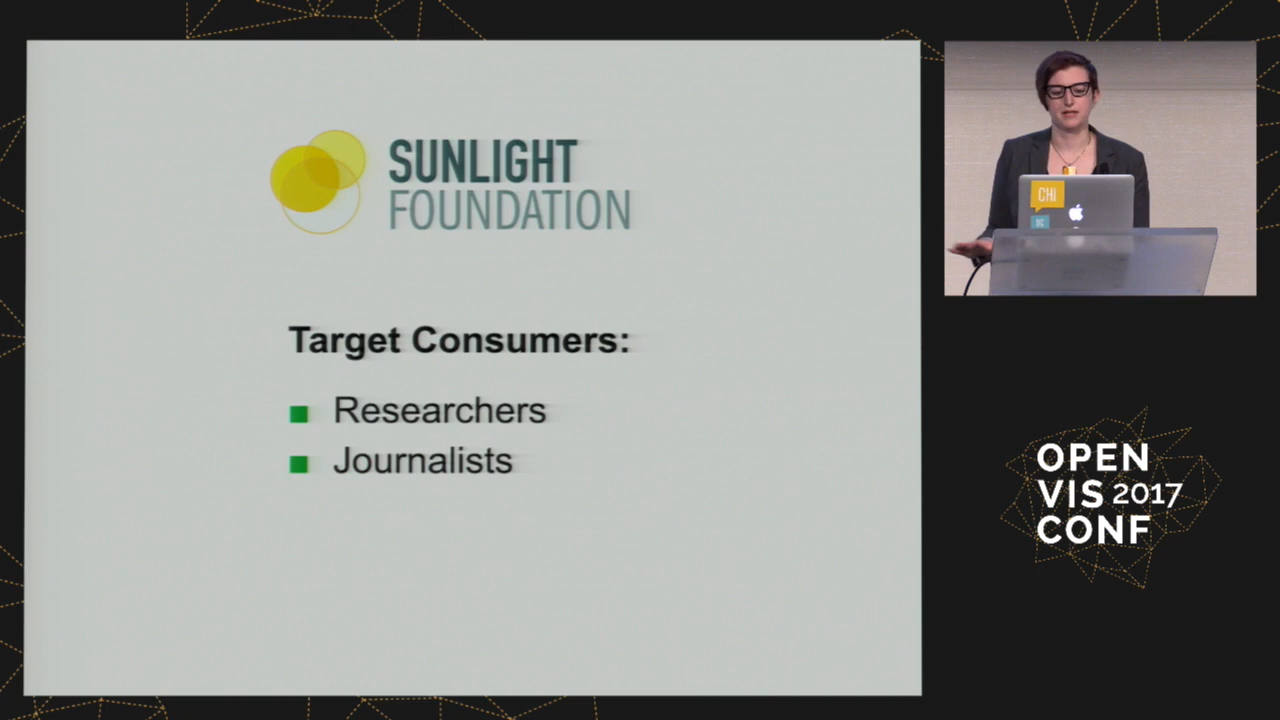 SUNLIGHT
FOUNDATION
Target Consumers:
Researchers
Journalists
CHI
OPEN
VIS 2017
CONF